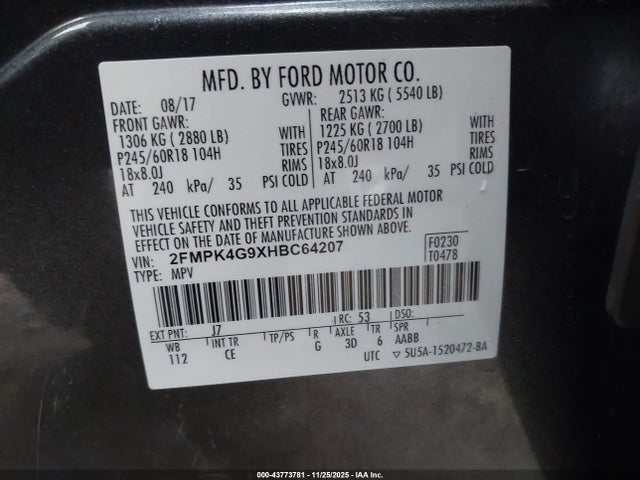 MFD. BY FORD MOTOR CO.
DATE: 08/17 GVWR: 2513 KG ( 5540 LB)
FRONT GAWR: REAR GAWR:
1306 KG ( 2880 LB) WITH 1225 KG ( 2700 LB) WITH
P245/60R18 104H TIRES P245/60R18 104H TIRES
18x8.0J RIMS 18x8.0J RIMS
AT 240 kPa/ 35 PSI COLD AT 240 kPa/ 35 PSI COLD
THIS VEHICLE CONFORMS TO ALL APPLICABLE FEDERAL MOTOR
VEHICLE SAFETY AND THEFT PREVENTION STANDARDS IN
EFFECT ON THE DATE OF MANUFACTURE SHOWN ABOVE.
VIN: 2FMPK4G9XHBC64207 F0230
TYPE: MPV T0478
EXT PNT: J7 RC: 53 DSO:
WB INT TR TP/PS R AXLE TR SPR
112 CE G 3D 6 AABB
UTC ▽ 5U5A-1520472-BA
000-43773781 - 11/25/2025 - IAA Inc.